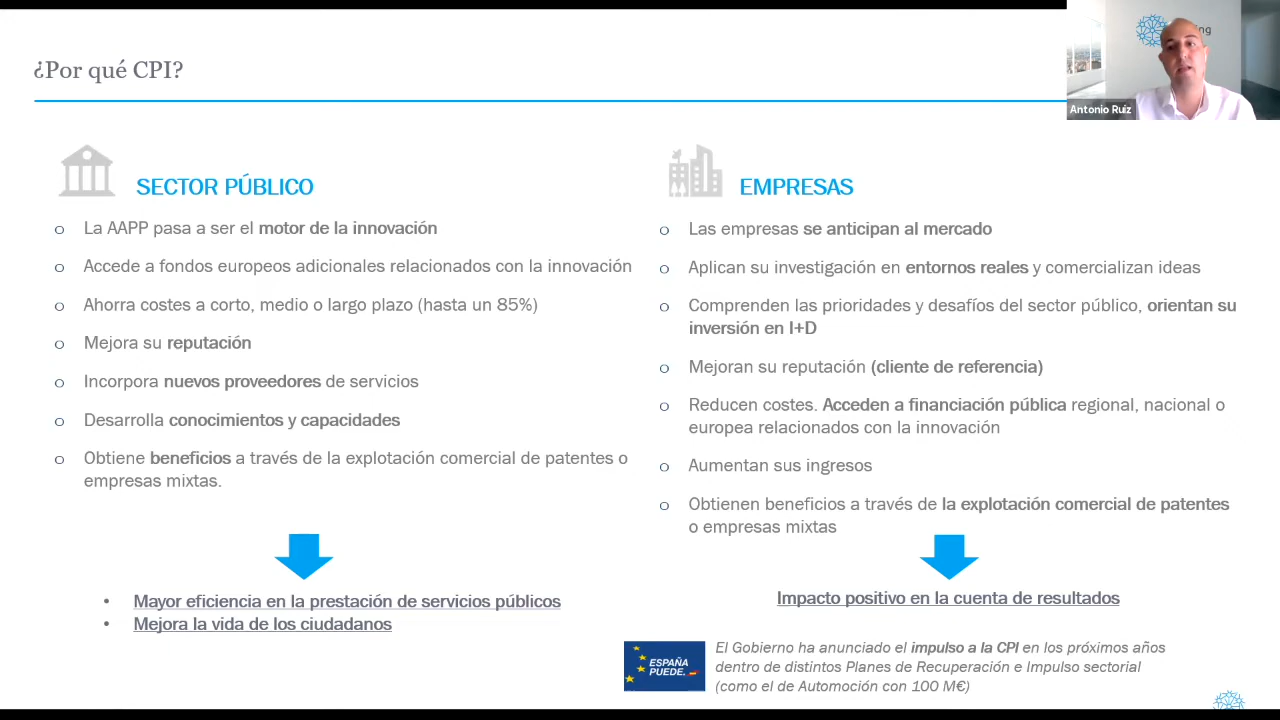 ¿Por qué CPI?
Antonio Ruiz
SECTOR PÚBLICO
o La AAPP pasa a ser el motor de la innovación
o Accede a fondos europeos adicionales relacionados con la innovación
o Ahorra costes a corto, medio o largo plazo (hasta un 85%)
o Mejora su reputación
o Incorpora nuevos proveedores de servicios
o Desarrolla conocimientos y capacidades
o Obtiene beneficios a través de la explotación comercial de patentes o
empresas mixtas.
• Mayor eficiencia en la prestación de servicios públicos
• Mejora la vida de los ciudadanos
EMPRESAS
o Las empresas se anticipan al mercado
o Aplican su investigación en entornos reales y comercializan ideas
o Comprenden las prioridades y desafíos del sector público, orientan su
inversión en I+D
o Mejoran su reputación (cliente de referencia)
o Reducen costes. Acceden a financiación pública regional, nacional o
europea relacionados con la innovación
o Aumentan sus ingresos
o Obtienen beneficios a través de la explotación comercial de patentes
o empresas mixtas
Impacto positivo en la cuenta de resultados
ESPAÑA
PUEDE.
El Gobierno ha anunciado el impulso a la CPI en los próximos años
dentro de distintos Planes de Recuperación e Impulso sectorial
(como el de Automoción con 100 M€)